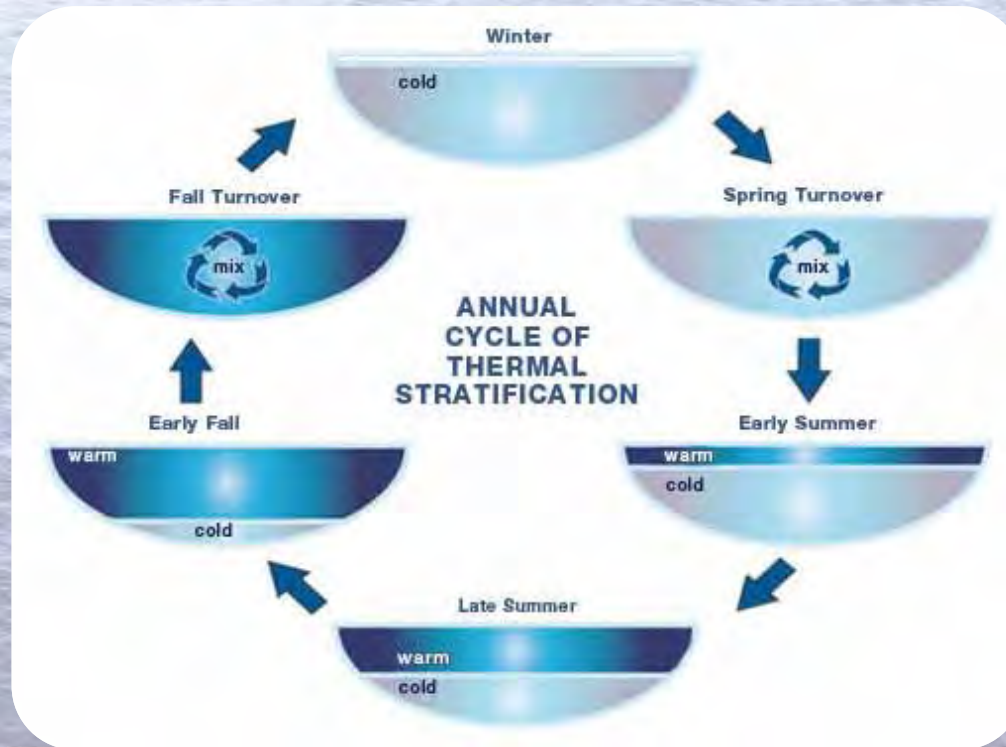 Winter
cold
Fall Turnover
mix
Spring Turnover
mix
ANNUAL
CYCLE OF
THERMAL
STRATIFICATION
Early Fall
warm
cold
Early Summer
warm
cold
Late Summer
warm
cold